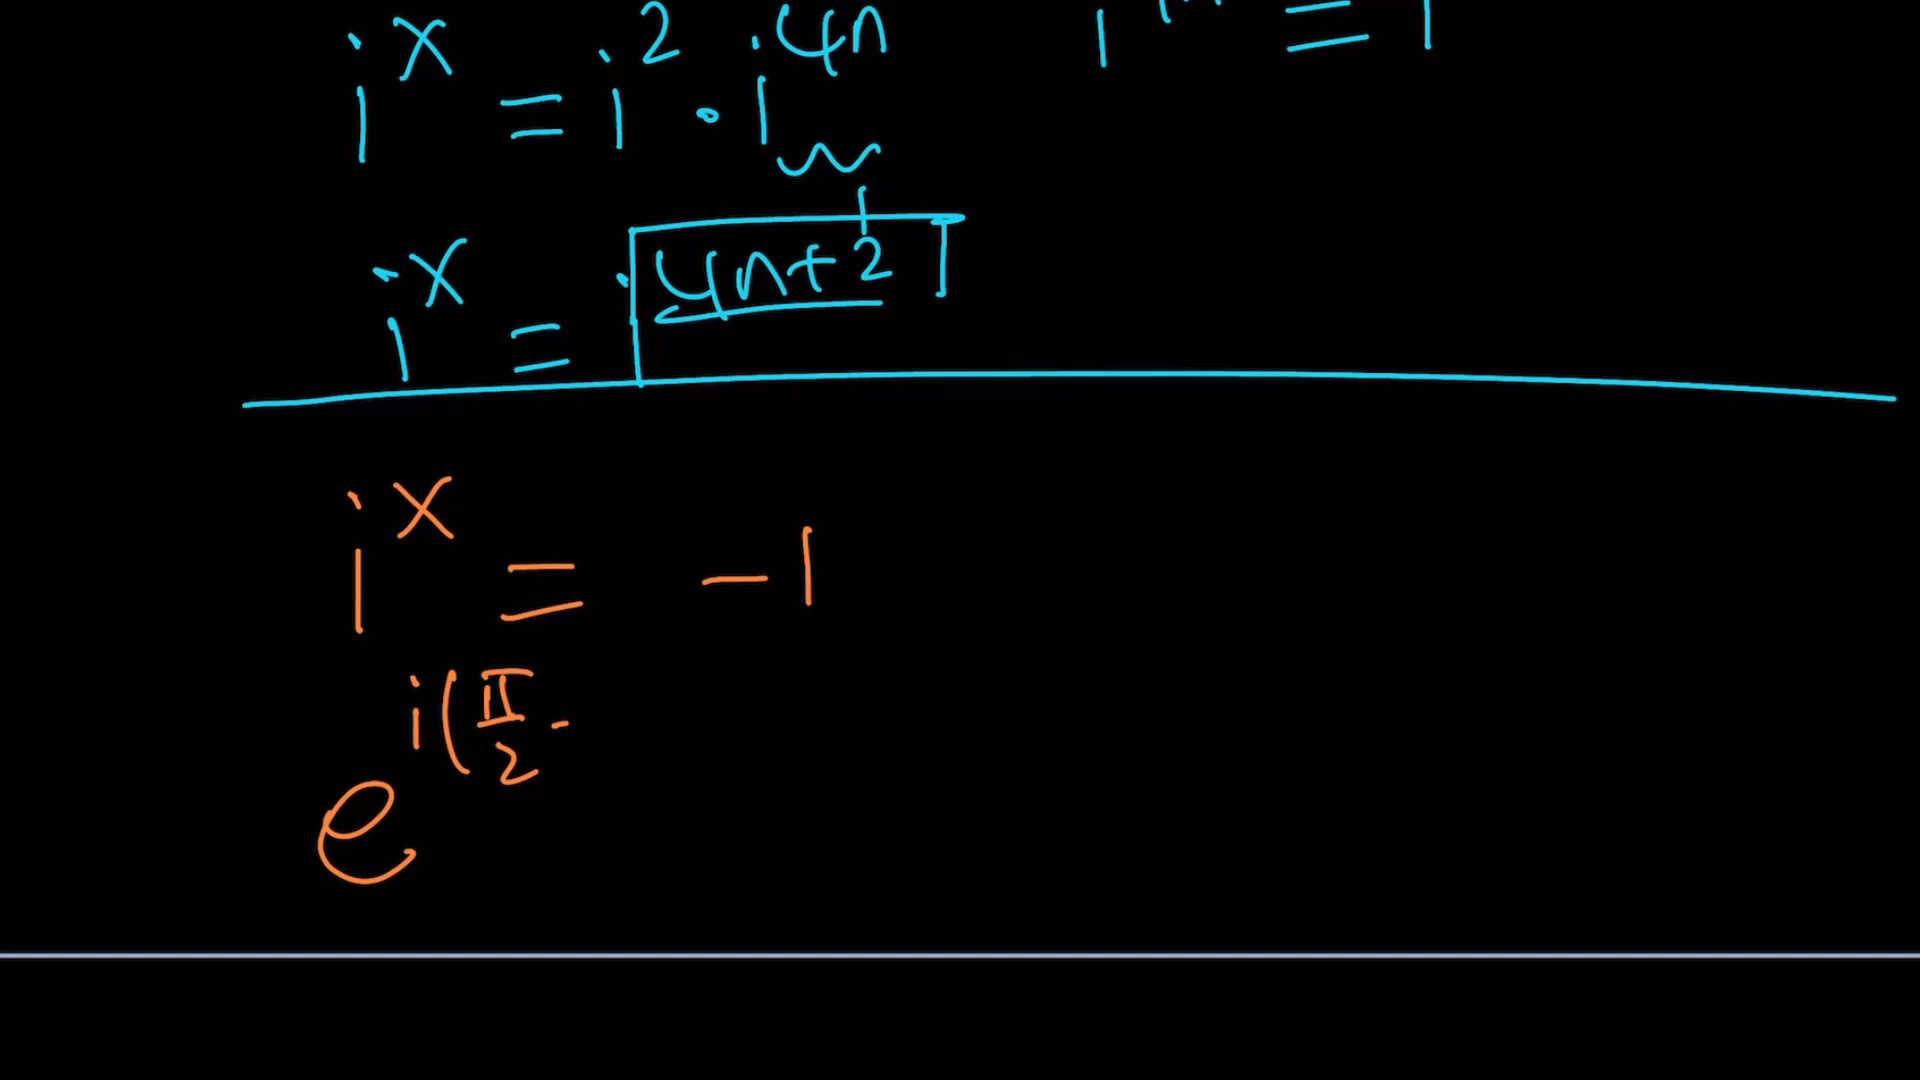 i^x = i^2 · i^4n
i^x = i^4n+2
i^x = -1
e^i(π/2 -